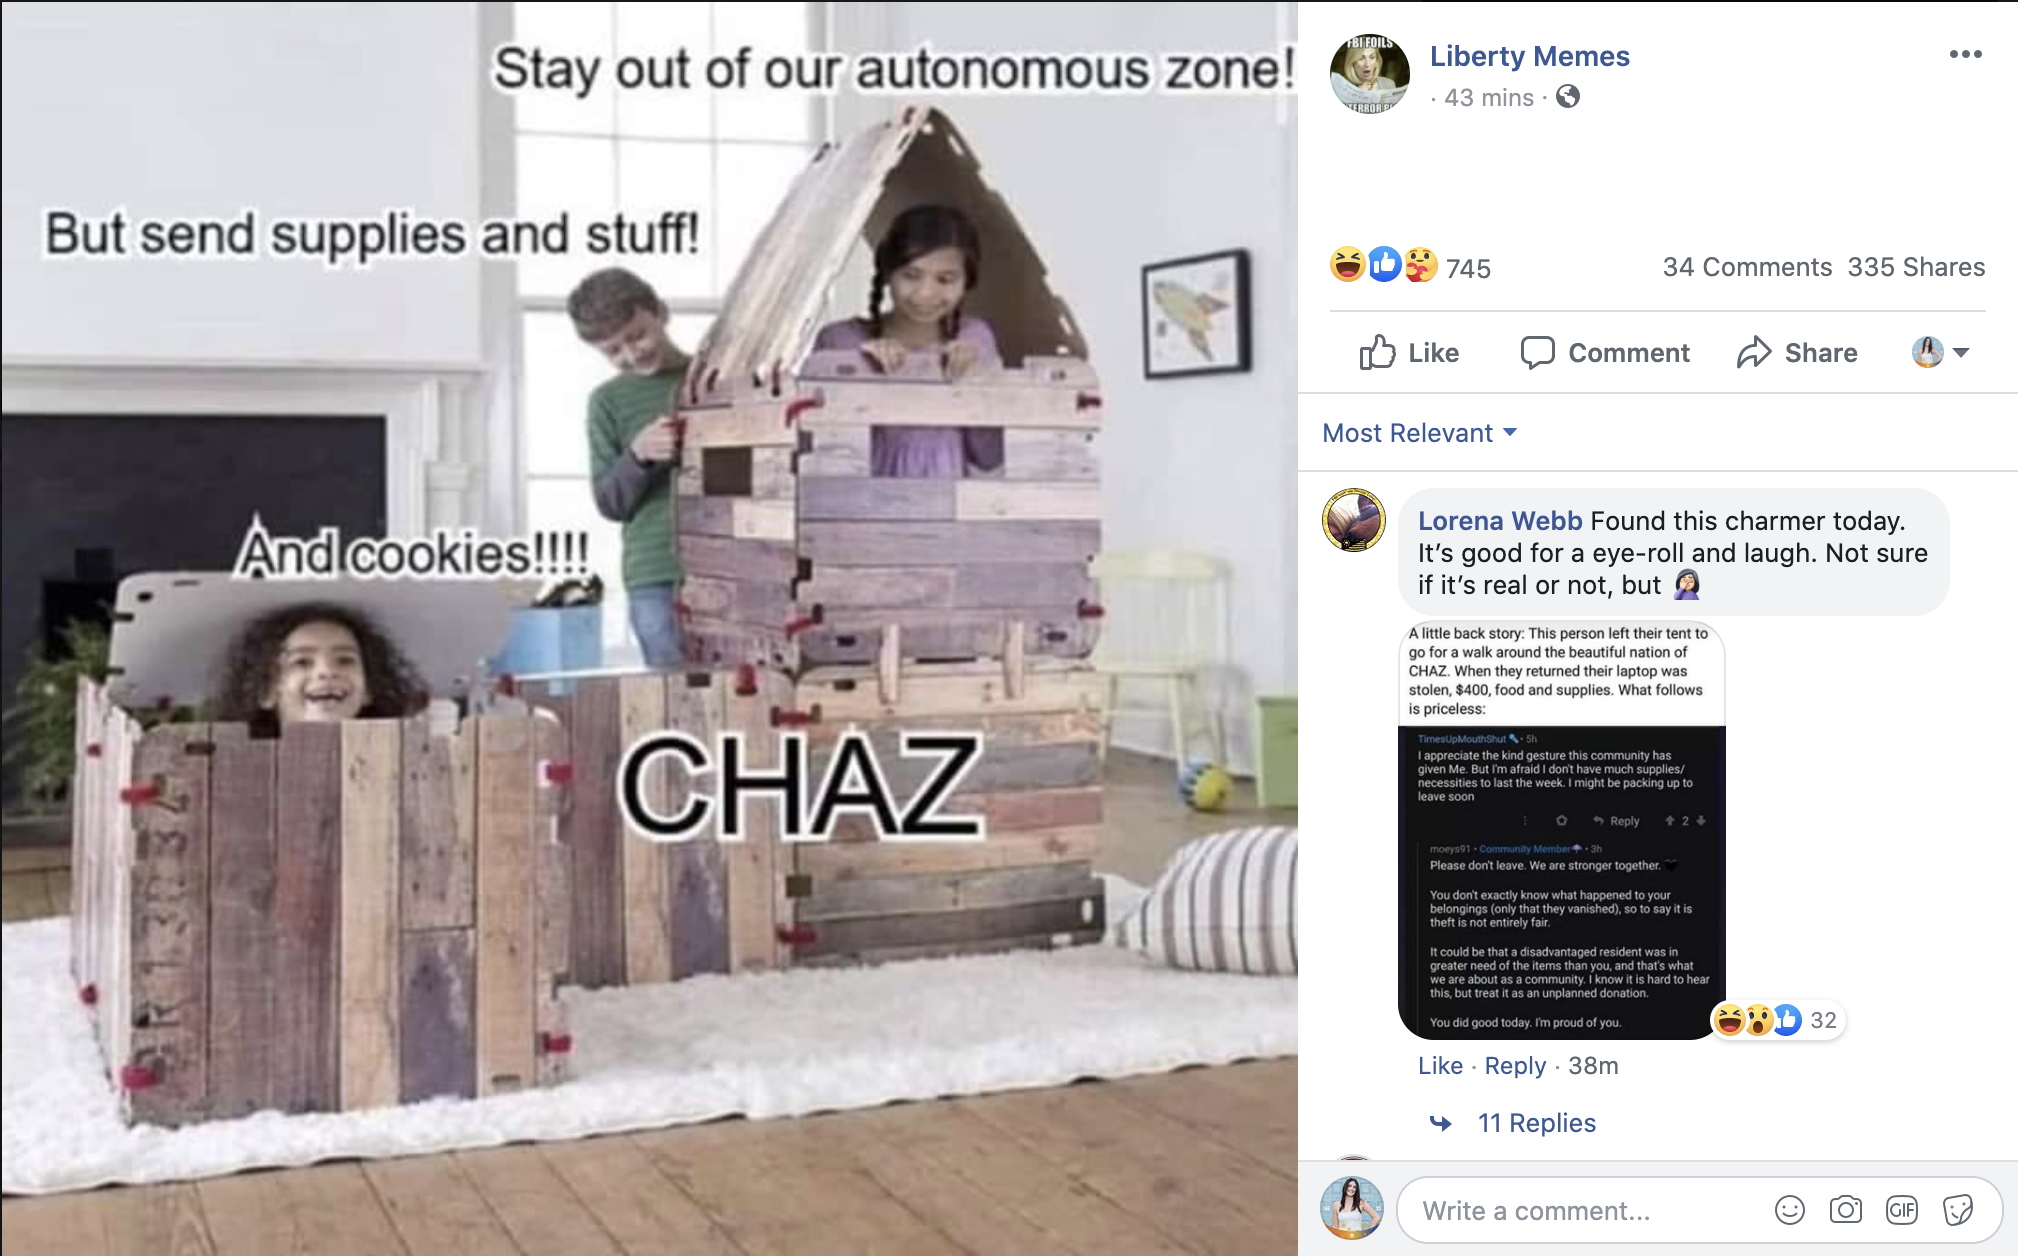 Stay out of our autonomous zone!
But send supplies and stuff!
And cookies!!!!
CHAZ
FBI FOILS
Liberty Memes
· 43 mins ·
745
34 Comments 335 Shares
Like
Comment
Share
Most Relevant
Lorena Webb Found this charmer today.
It's good for a eye-roll and laugh. Not sure
if it's real or not, but
A little back story: This person left their tent to
go for a walk around the beautiful nation of
CHAZ. When they returned their laptop was
stolen, $400, food and supplies. What follows
is priceless:
TimesUpMouthShut · 5h
I appreciate the kind gesture this community has
given Me. But I'm afraid I don't have much supplies/
necessities to last the week. I might be packing up to
leave soon
Reply 2
moeys91 · Community Member · 3h
Please don't leave. We are stronger together.
You don't exactly know what happened to your
belongings (only that they vanished), so to say it is
theft is not entirely fair.
It could be that a disadvantaged resident was in
greater need of the items than you, and that's what
we are about as a community. I know it is hard to hear
this, but treat it as an unplanned donation.
You did good today. I'm proud of you.
32
Like · Reply · 38m
11 Replies
Write a comment...
GIF